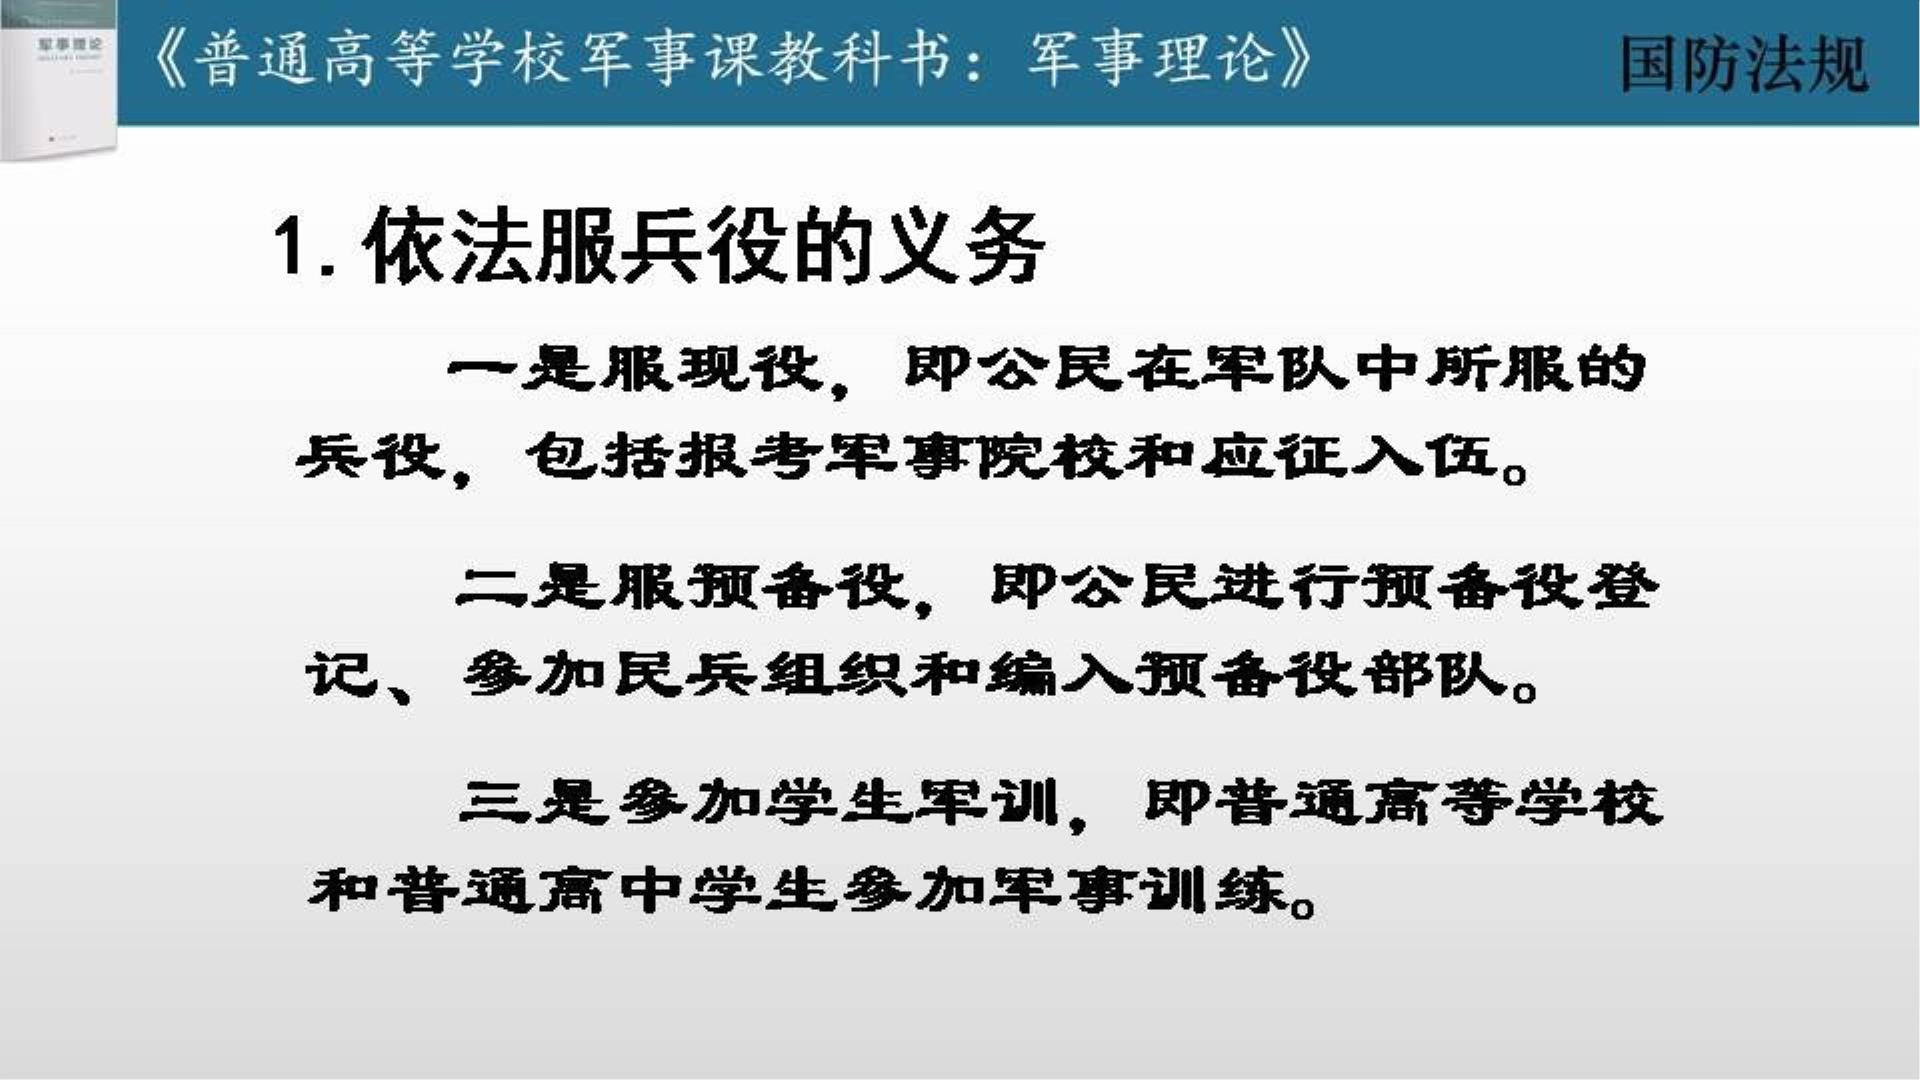 军事理论
《普通高等学校军事课教科书：军事理论》
国防法规
1.依法服兵役的义务
一是服现役，即公民在军队中所服的
兵役，包括报考军事院校和应征入伍。
二是服预备役，即公民进行预备役登
记、参加民兵组织和编入预备役部队。
三是参加学生军训，即普通高等学校
和普通高中学生参加军事训练。